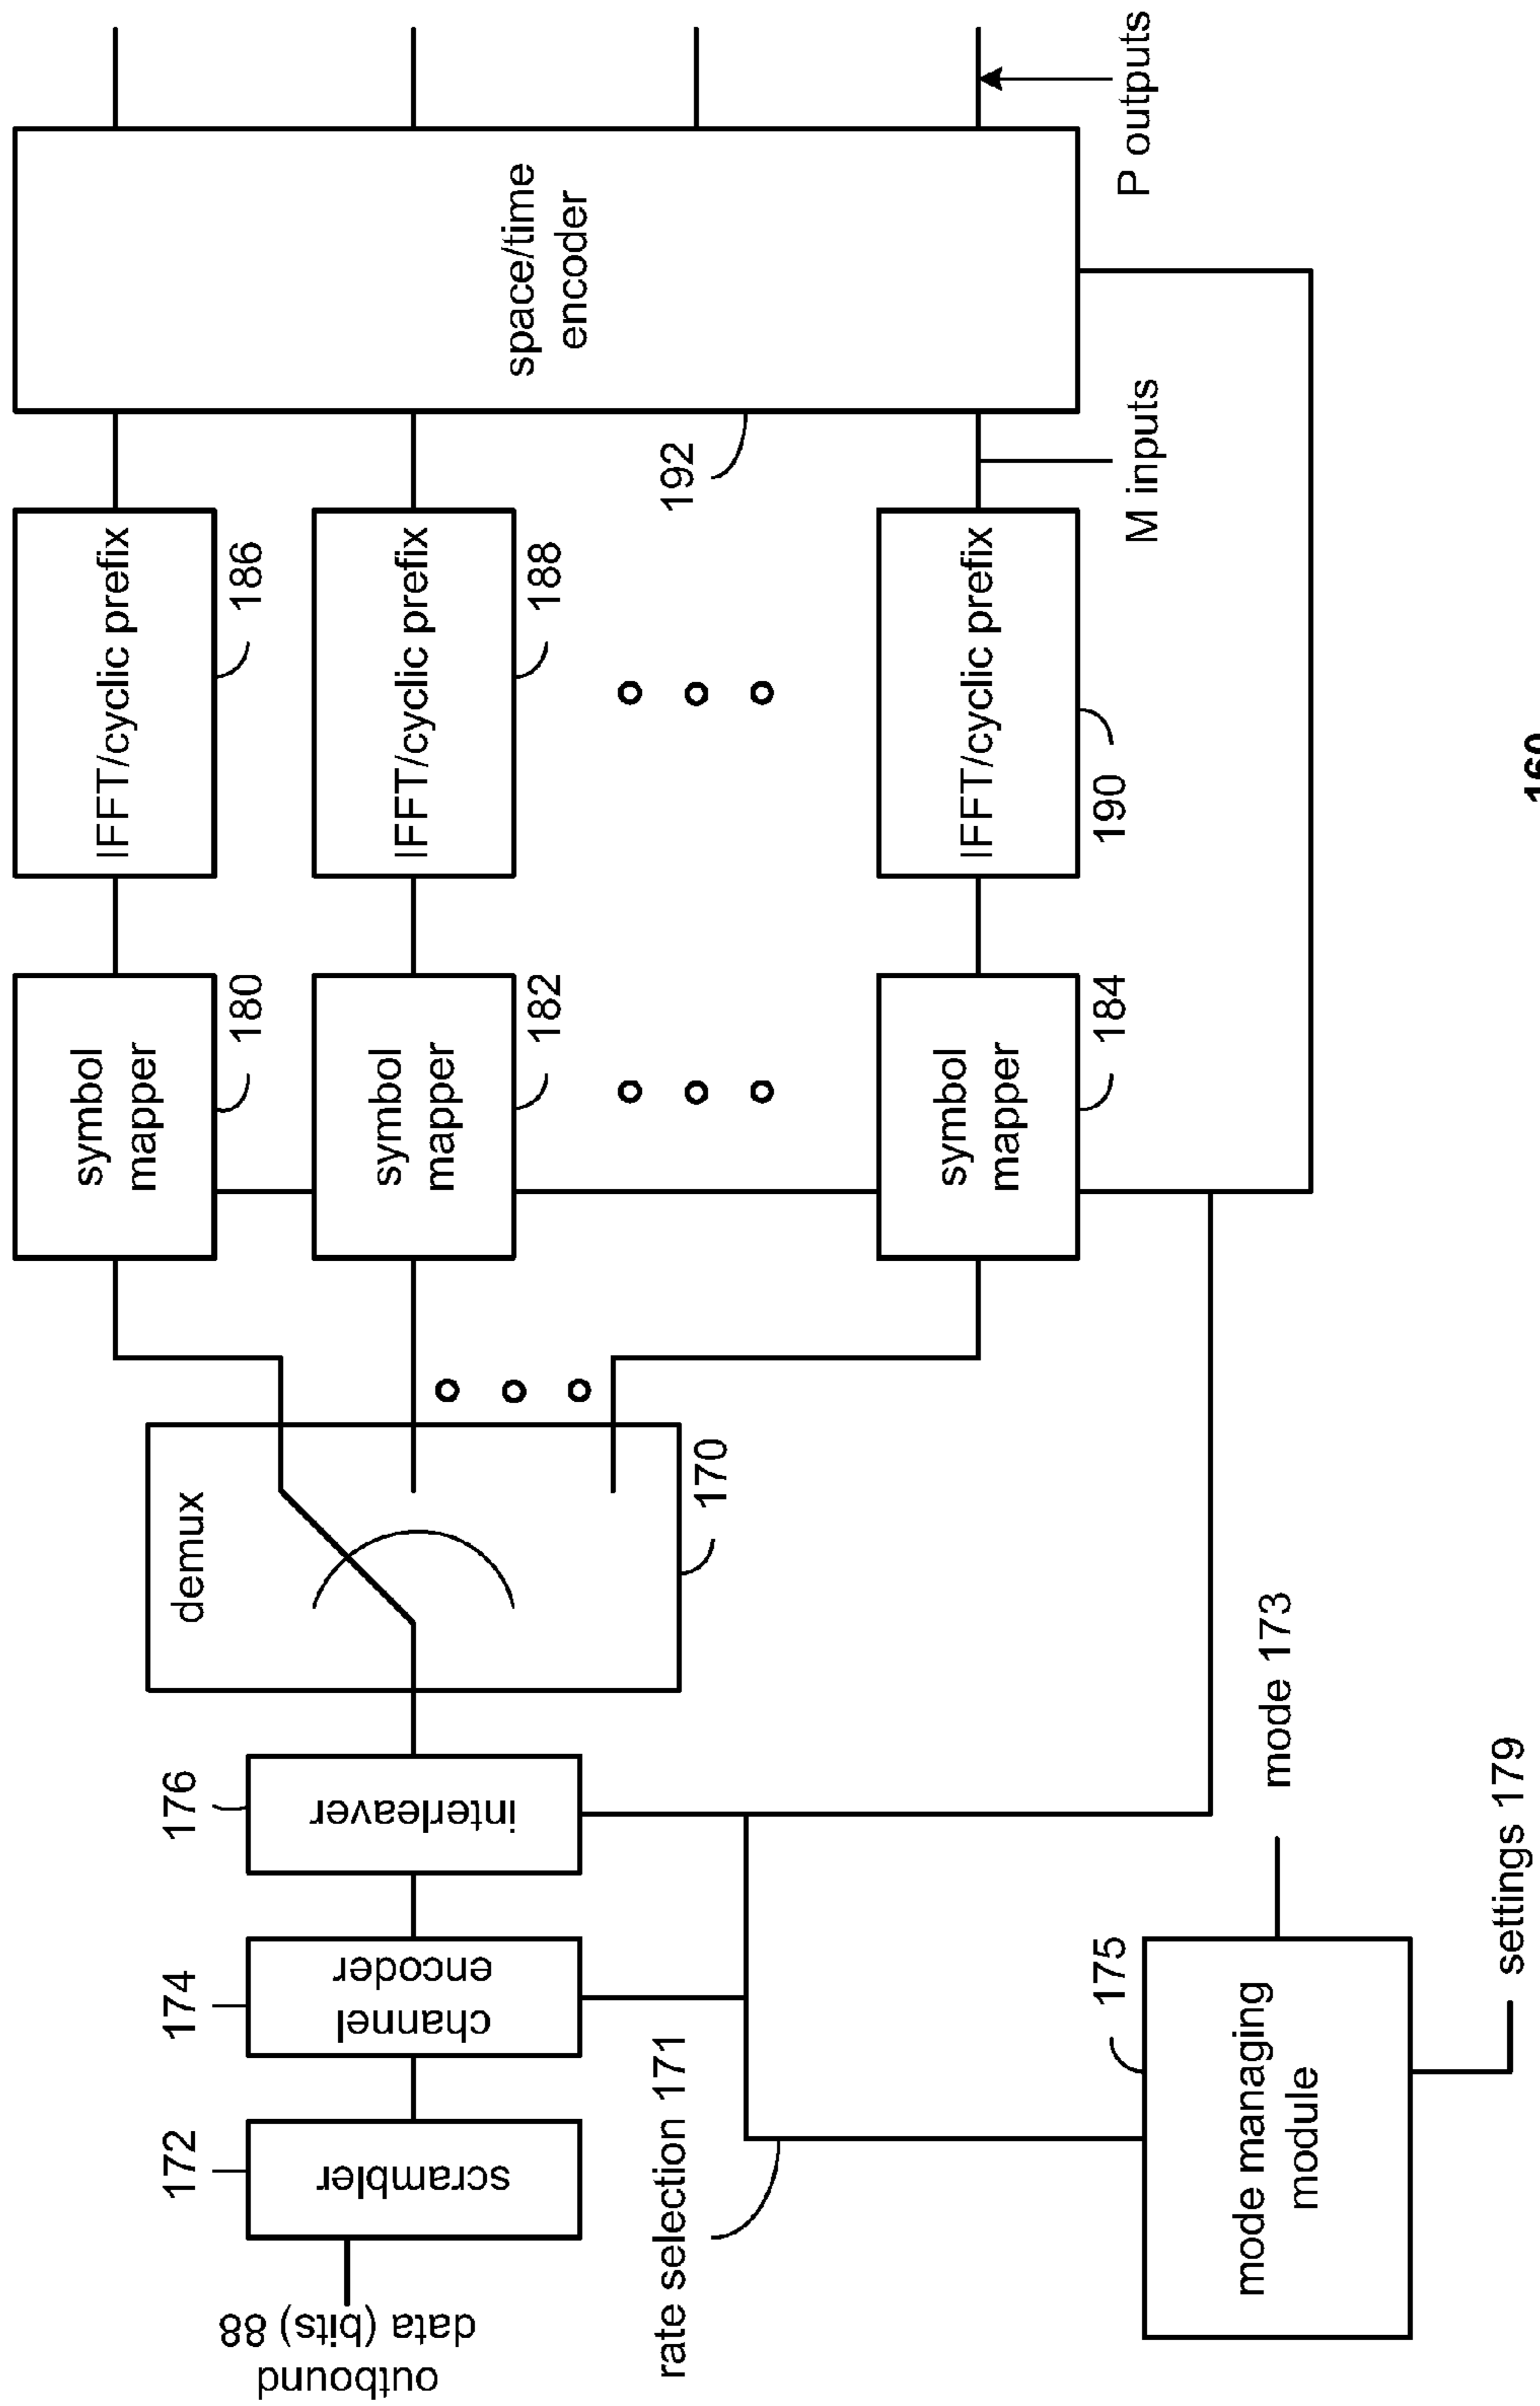 outbound
data (bits) 88
172
scrambler
174
channel
encoder
176
interleaver
demux
170
symbol
mapper
180
symbol
mapper
182
symbol
mapper
184
IFFT/cyclic prefix
186
IFFT/cyclic prefix
188
IFFT/cyclic prefix
190
M inputs
192
space/time
encoder
P outputs
rate selection 171
175
mode managing
module
mode 173
settings 179